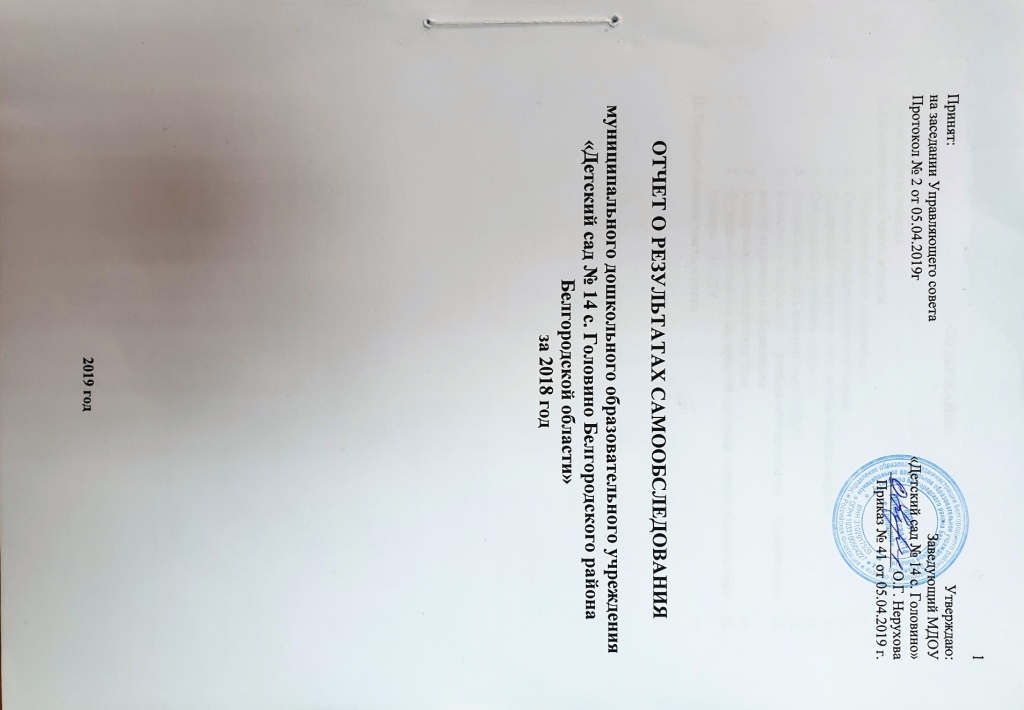 1
Принят:
на заседании Управляющего совета
Протокол № 2 от 05.04.2019г
Утверждаю:
Заведующий МДОУ
«Детский сад № 14 с. Головино»
О.Г. Нерухова
Приказ № 41 от 05.04.2019 г.
ОТЧЕТ О РЕЗУЛЬТАТАХ САМООБСЛЕДОВАНИЯ
муниципального дошкольного образовательного учреждения
«Детский сад № 14 с. Головино Белгородского района
Белгородской области»
за 2018 год
2019 год